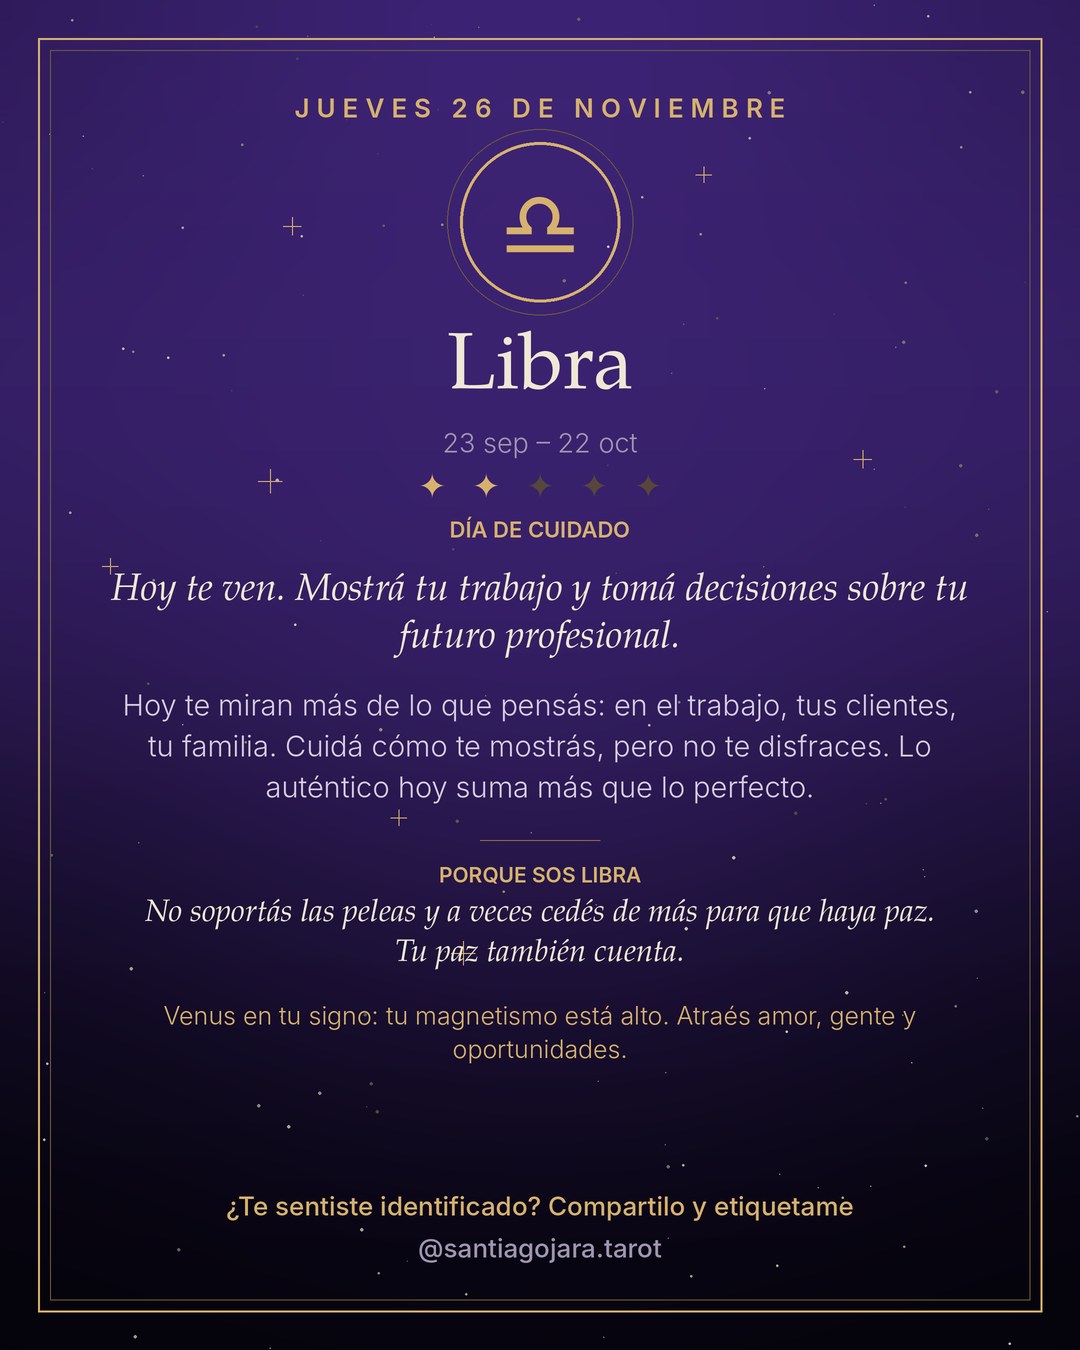 JUEVES 26 DE NOVIEMBRE
♎
Libra
23 sep – 22 oct
DÍA DE CUIDADO
Hoy te ven. Mostrá tu trabajo y tomá decisiones sobre tu
futuro profesional.
Hoy te miran más de lo que pensás: en el trabajo, tus clientes,
tu familia. Cuidá cómo te mostrás, pero no te disfraces. Lo
auténtico hoy suma más que lo perfecto.
PORQUE SOS LIBRA
No soportás las peleas y a veces cedés de más para que haya paz.
Tu paz también cuenta.
Venus en tu signo: tu magnetismo está alto. Atraés amor, gente y
oportunidades.
¿Te sentiste identificado? Compartilo y etiquetame
@santiagojara.tarot